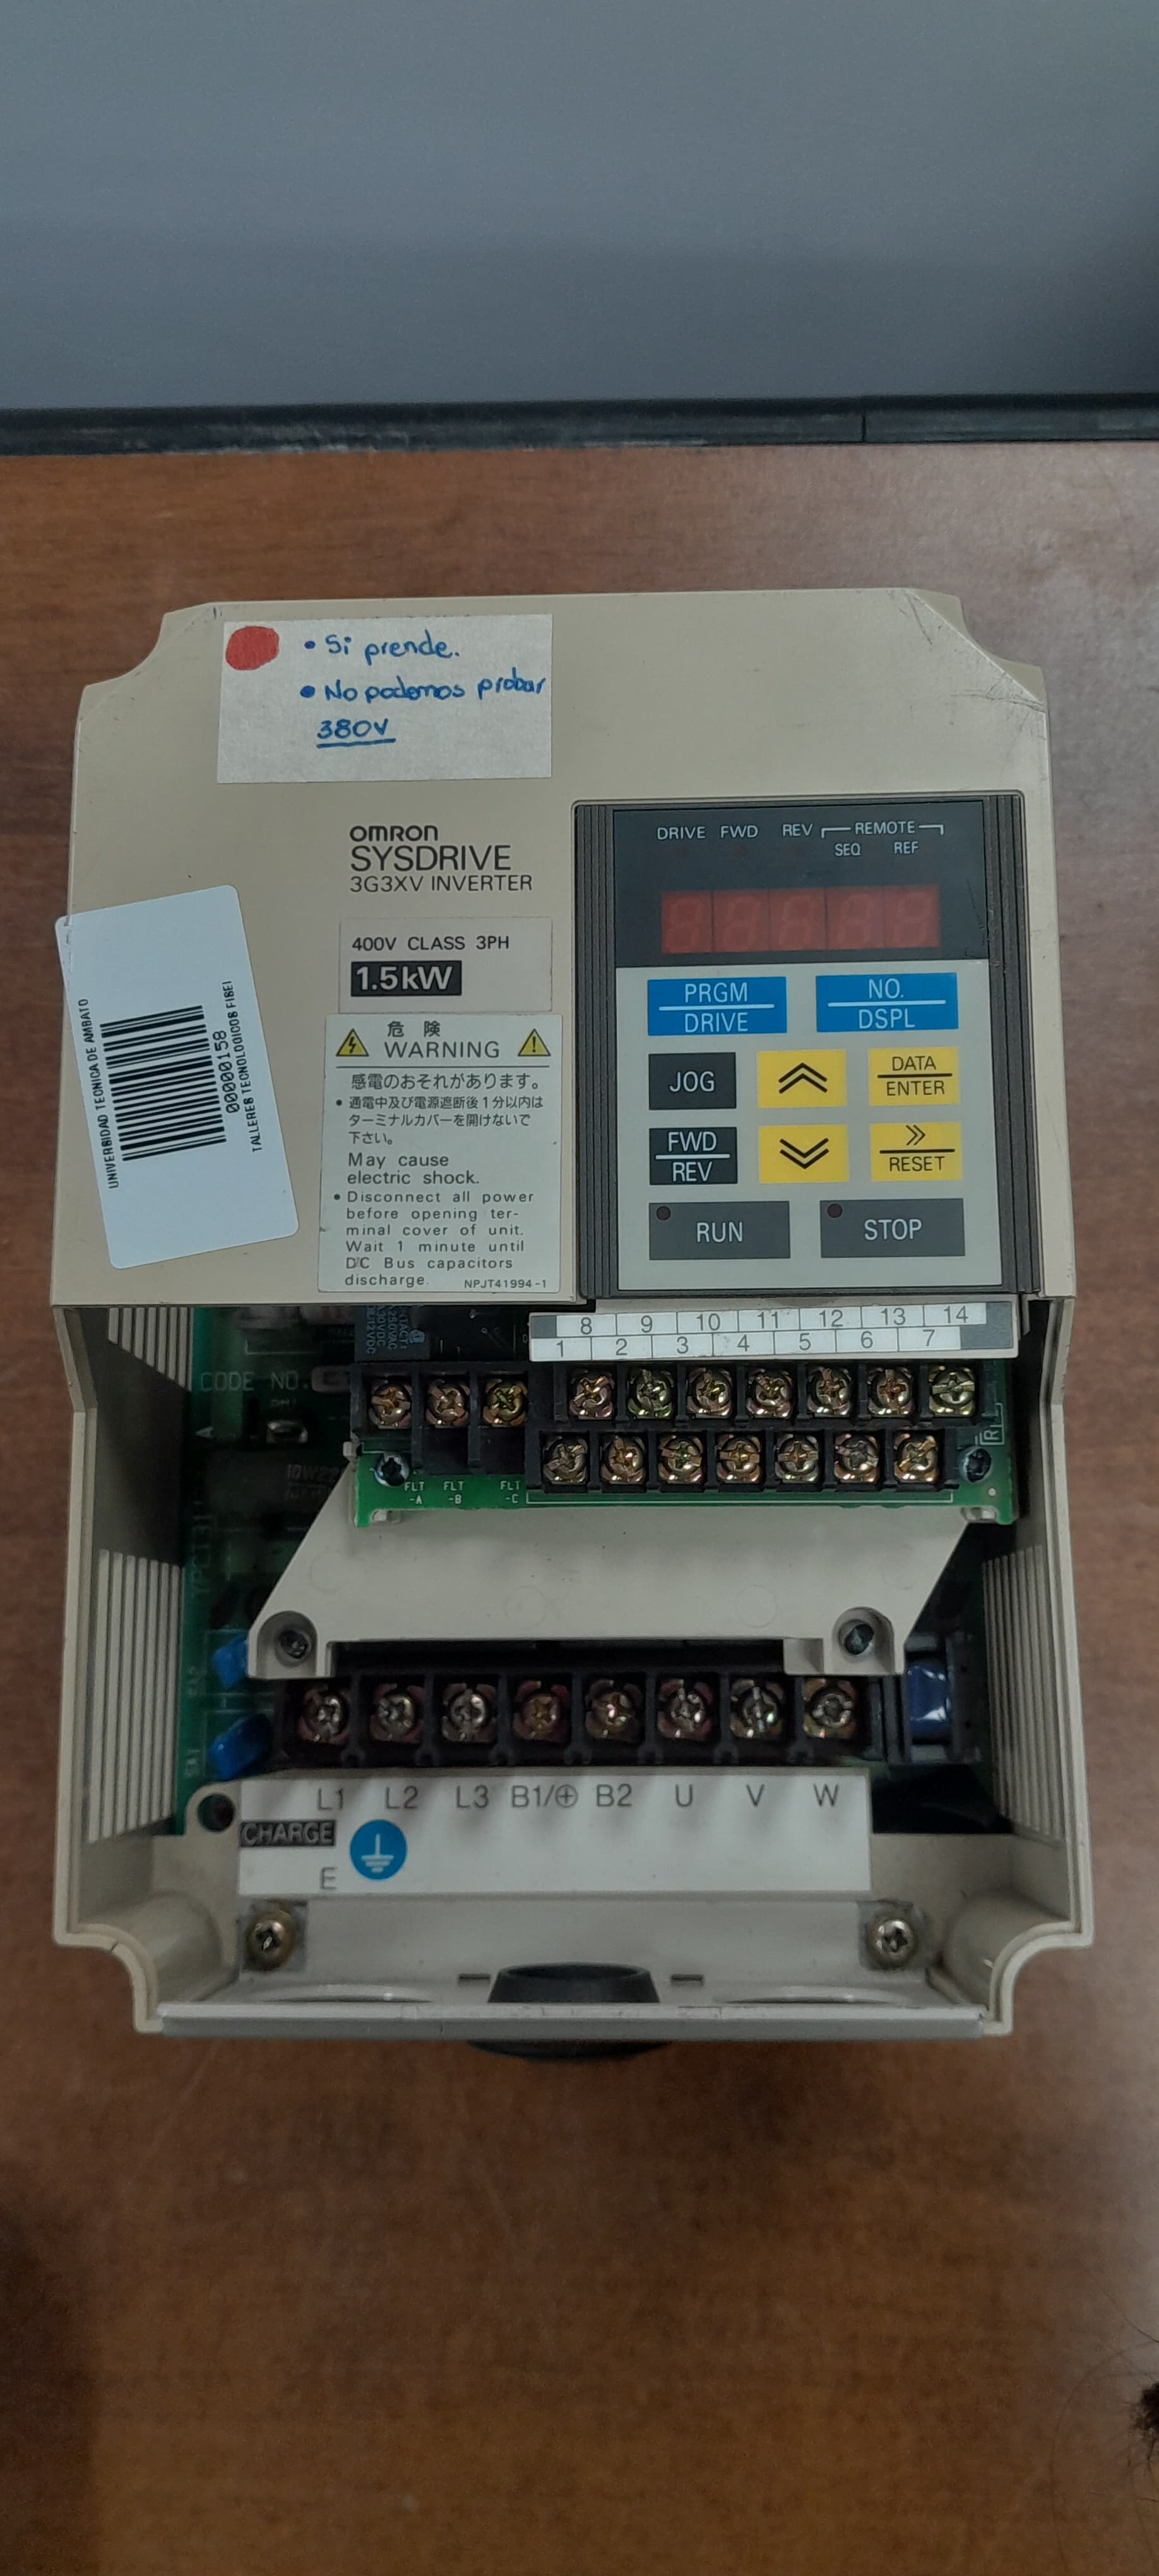 • Si prende.
• No podemos probar
380V
OMRON
SYSDRIVE
3G3XV INVERTER
400V CLASS 3PH
1.5kW
危険
WARNING
感電のおそれがあります。
• 通電中及び電源遮断後1分以内は
ターミナルカバーを開けないで
下さい。
May cause
electric shock.
• Disconnect all power
before opening ter-
minal cover of unit.
Wait 1 minute until
DC Bus capacitors
discharge. NPJT41994-1
UNIVERSIDAD TECNICA DE AMBATO
00000158
TALLERES TECNOLOGICOS FISEI
DRIVE FWD REV REMOTE
SEQ REF
PRGM
DRIVE
NO.
DSPL
JOG
DATA
ENTER
FWD
REV
RESET
RUN
STOP
8 9 10 11 12 13 14
1 2 3 4 5 6 7
CODE NO.
FLT FLT FLT
-A -B -C
L1 L2 L3 B1/⊕ B2 U V W
CHARGE
E